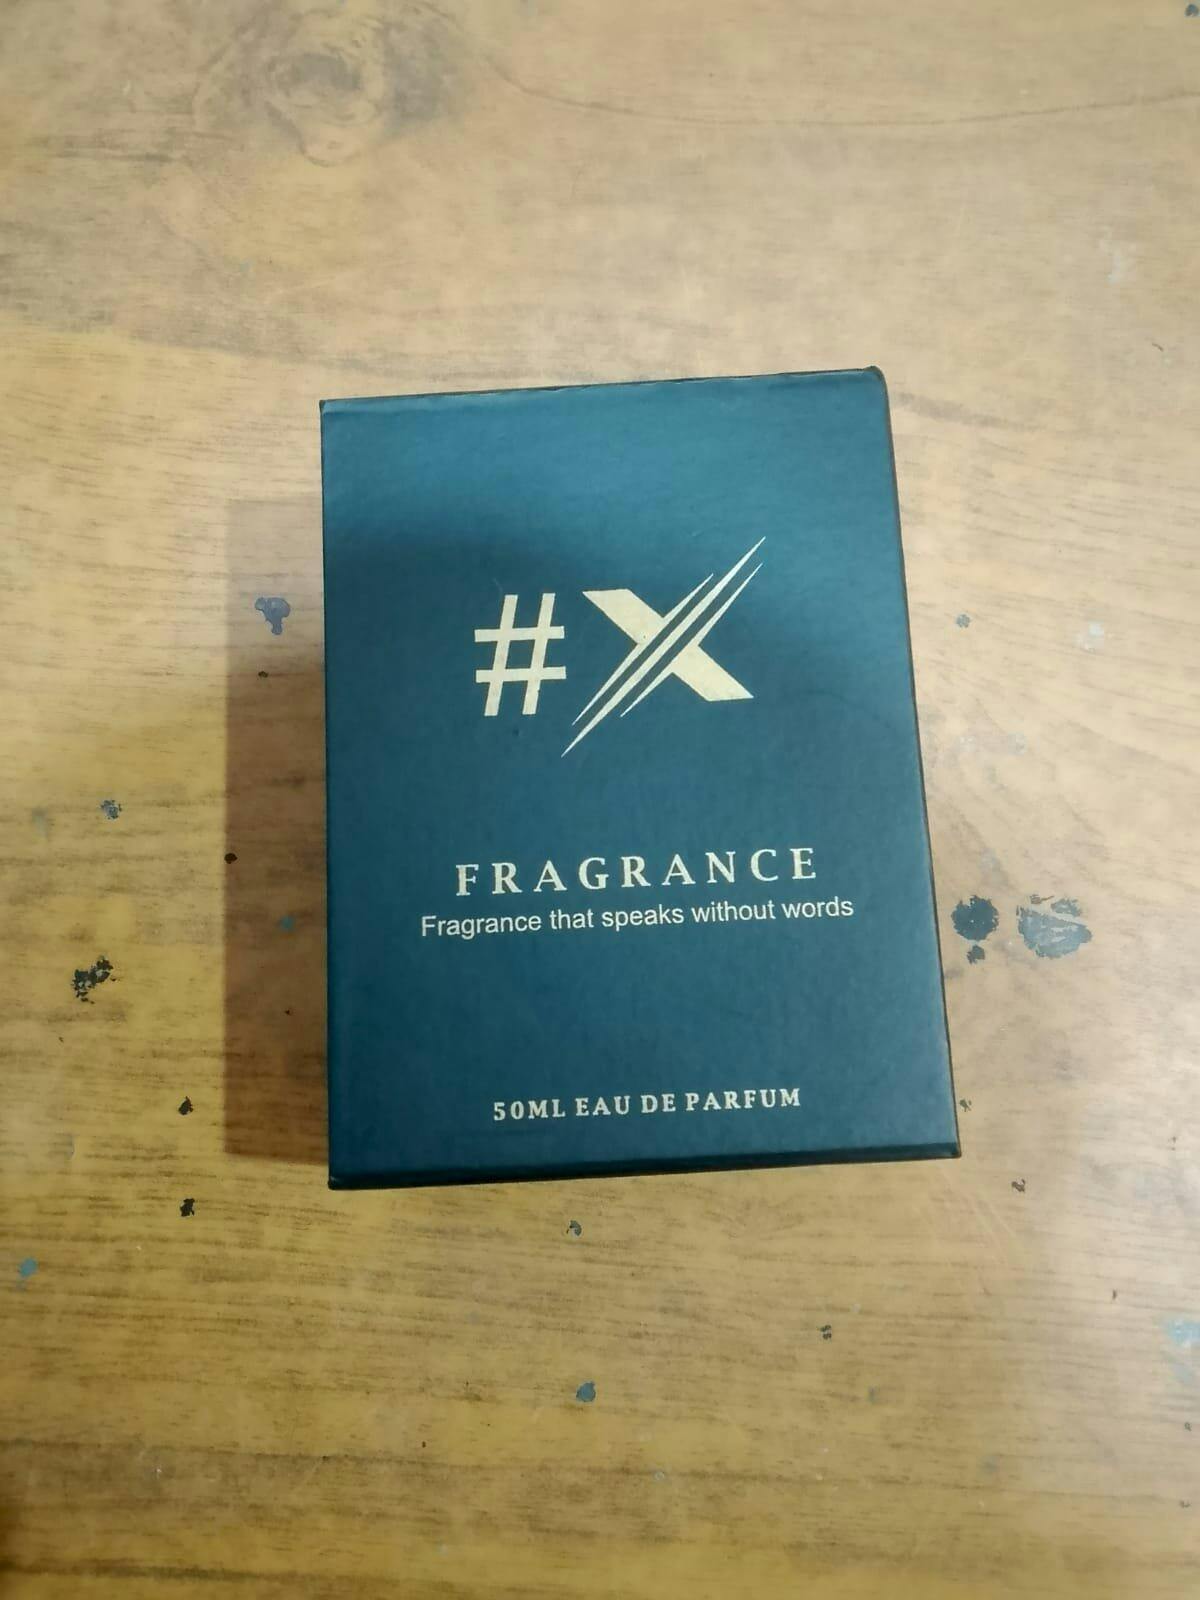 #X
FRAGRANCE
Fragrance that speaks without words
50ML EAU DE PARFUM